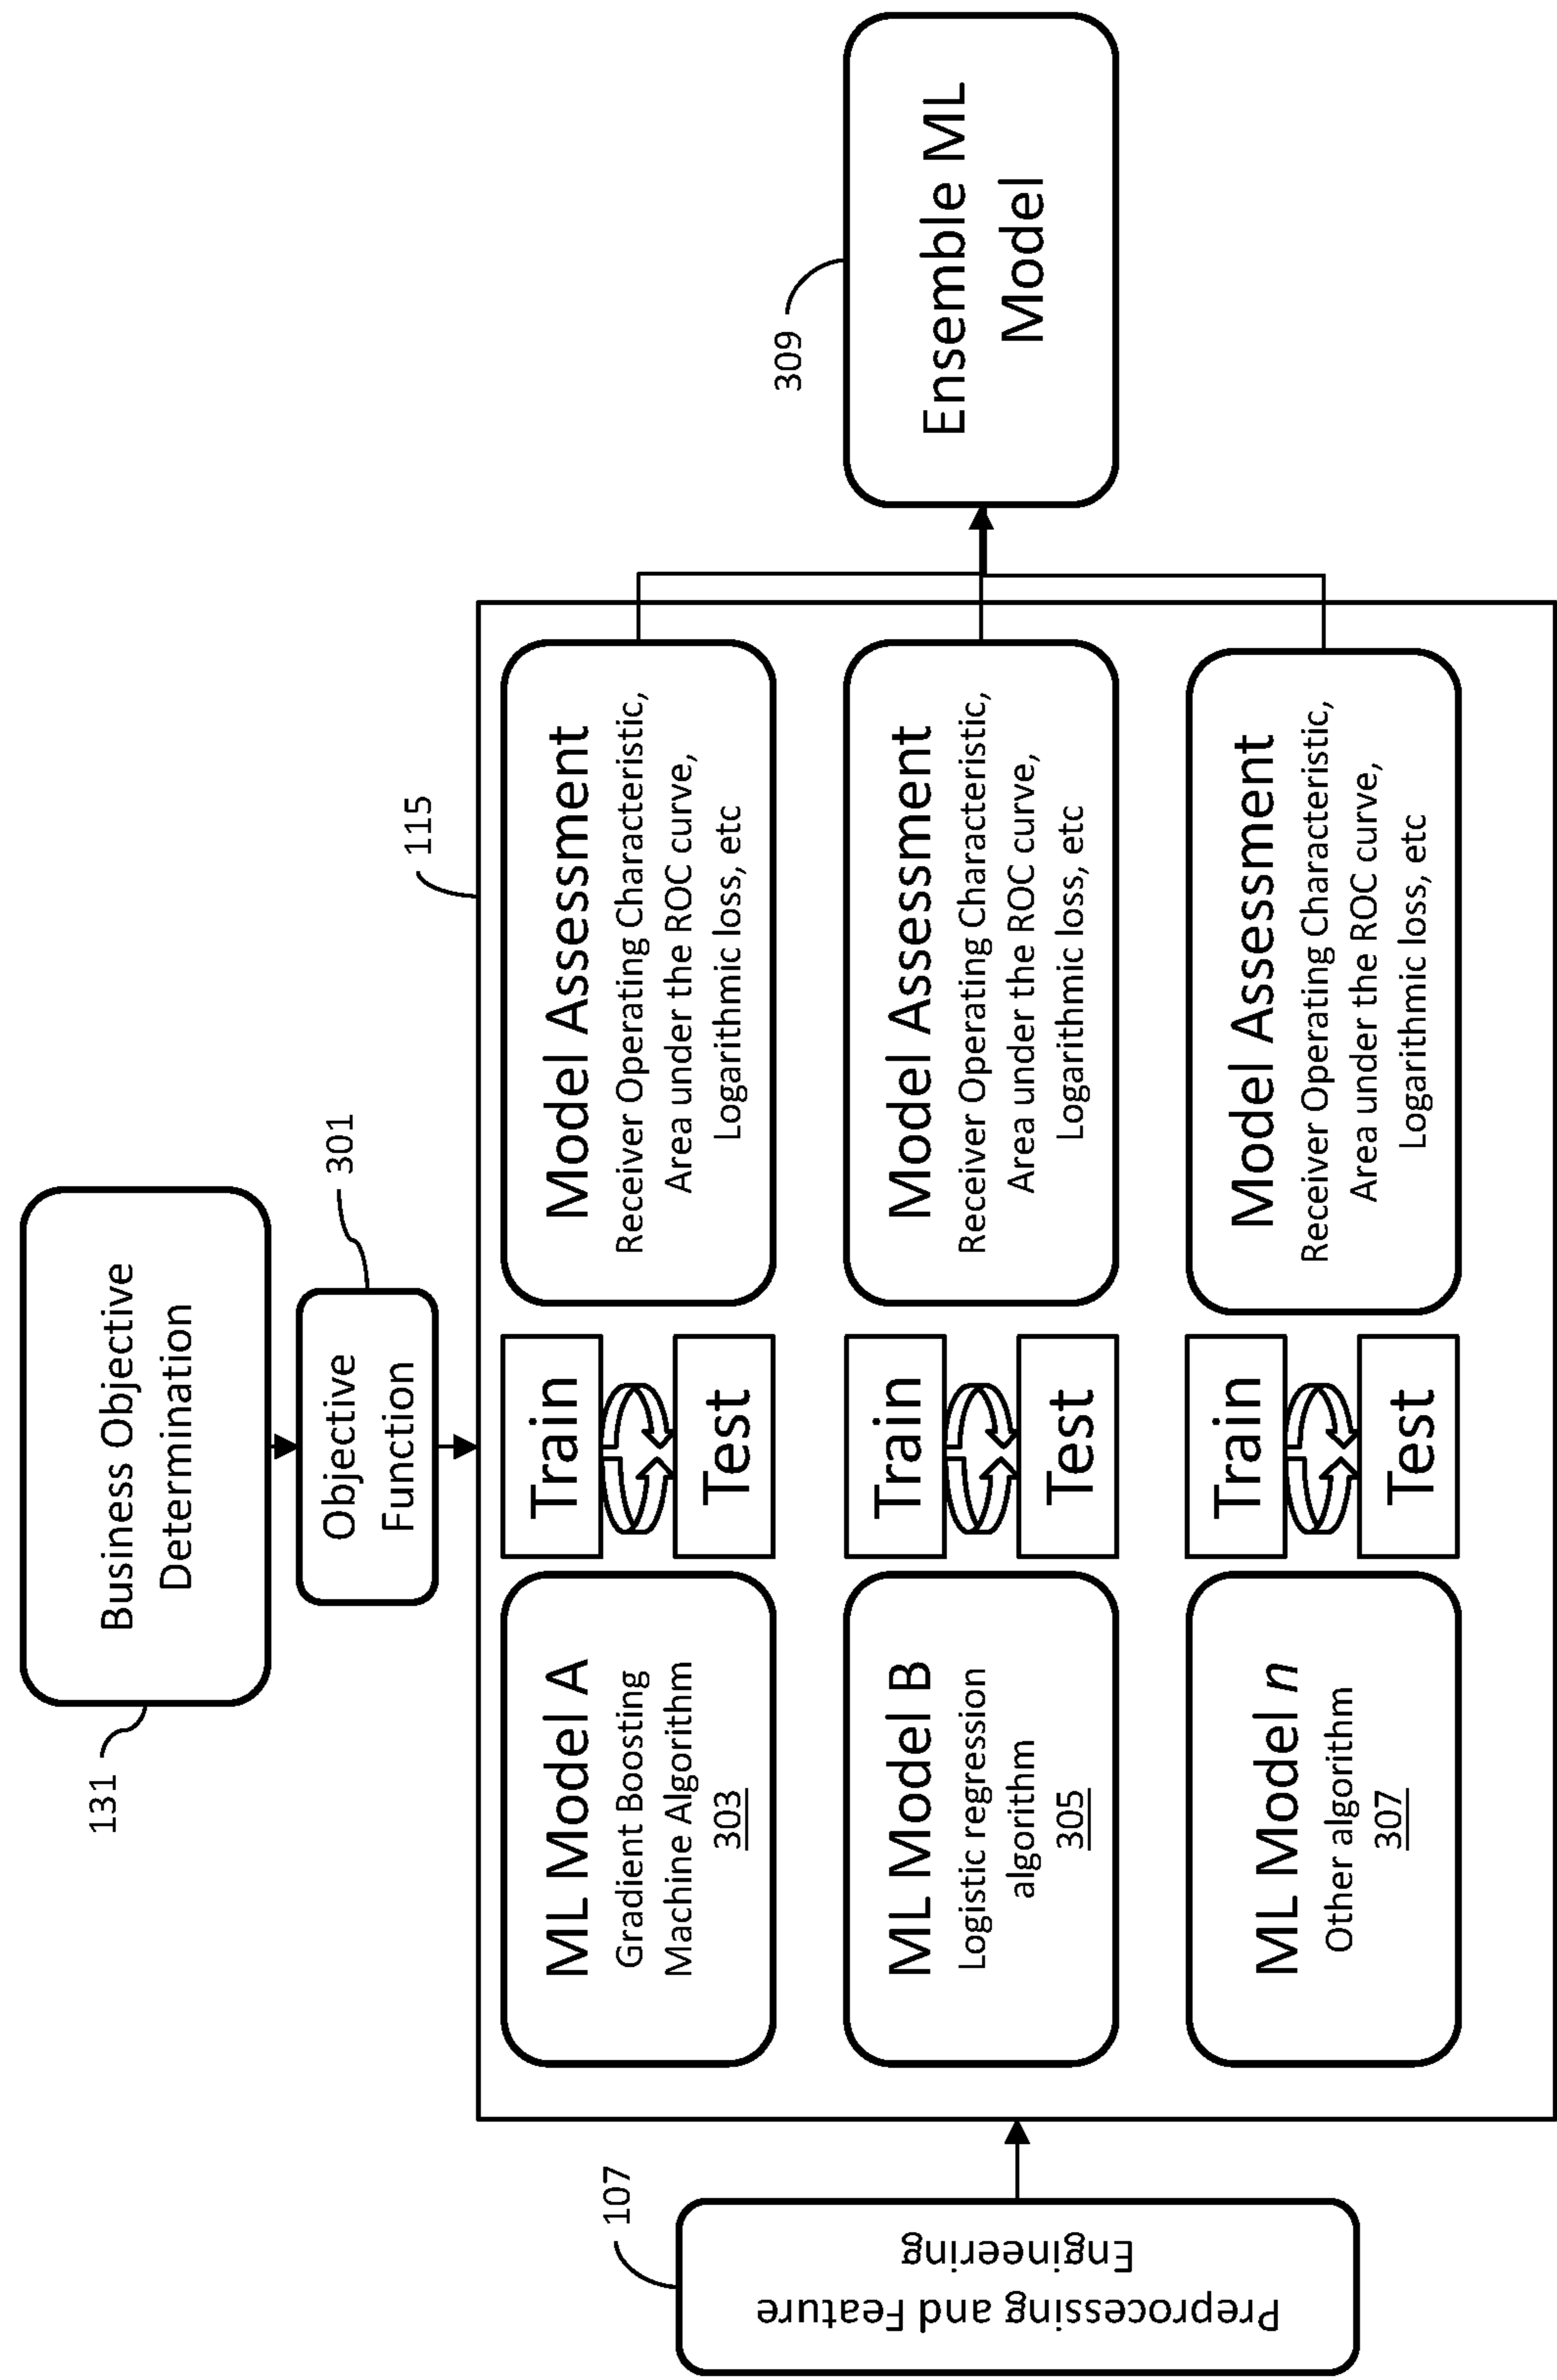 131
Business Objective
Determination
301
Objective
Function
115
107
Preprocessing and Feature
Engineering
ML Model A
Gradient Boosting
Machine Algorithm
303
Train
Test
Model Assessment
Receiver Operating Characteristic,
Area under the ROC curve,
Logarithmic loss, etc
ML Model B
Logistic regression
algorithm
305
Train
Test
Model Assessment
Receiver Operating Characteristic,
Area under the ROC curve,
Logarithmic loss, etc
ML Model n
Other algorithm
307
Train
Test
Model Assessment
Receiver Operating Characteristic,
Area under the ROC curve,
Logarithmic loss, etc
309
Ensemble ML
Model